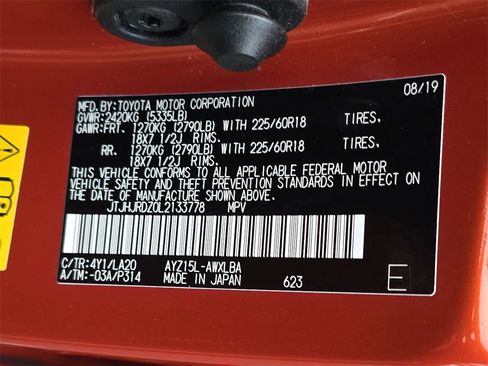 08/19
MFD.BY:TOYOTA MOTOR CORPORATION
GVWR:2420KG (5335LB)
GAWR:FRT. 1270KG (2790LB) WITH 225/60R18 TIRES,
18X7 1/2J RIMS.
RR. 1270KG (2790LB) WITH 225/60R18 TIRES,
18X7 1/2J RIMS.
THIS VEHICLE CONFORMS TO ALL APPLICABLE FEDERAL MOTOR
VEHICLE SAFETY AND THEFT PREVENTION STANDARDS IN EFFECT ON
THE DATE OF MANUFACTURE SHOWN ABOVE.
JTJHJRDZ0L2133778 MPV
C/TR:4Y1/LA20 AYZ15L-AWXLBA
A/TM:-03A/P314 MADE IN JAPAN 623
E